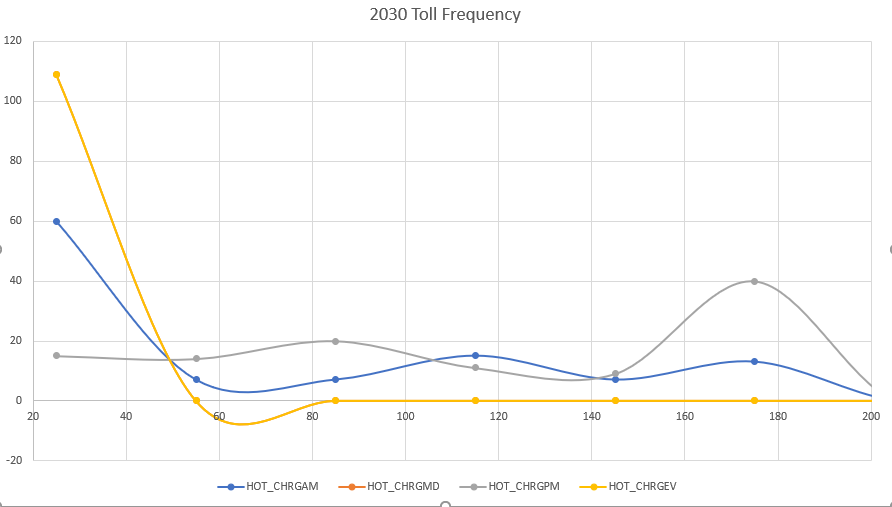 2030 Toll Frequency
120
100
80
60
40
20
0
-20
20 40 60 80 100 120 140 160 180 200
HOT_CHRGAM HOT_CHRGMD HOT_CHRGPM HOT_CHRGEV